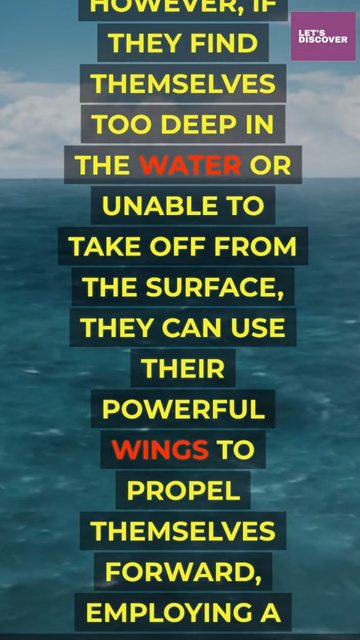 HOWEVER, IF
THEY FIND
THEMSELVES
TOO DEEP IN
THE WATER OR
UNABLE TO
TAKE OFF FROM
THE SURFACE,
THEY CAN USE
THEIR
POWERFUL
WINGS TO
PROPEL
THEMSELVES
FORWARD,
EMPLOYING A
LET'S
DISCOVER